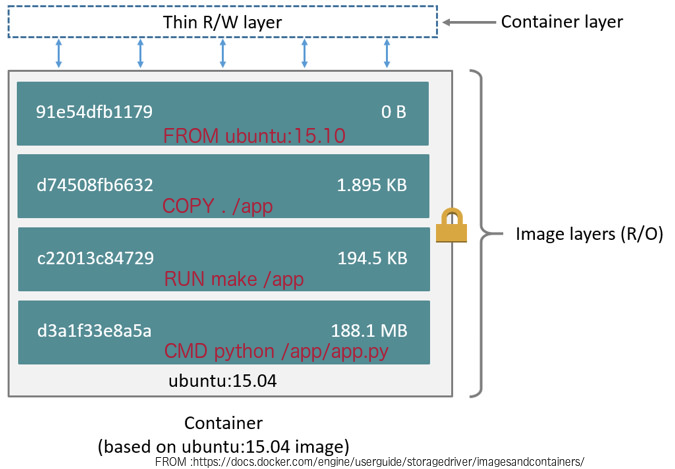 Thin R/W layer
Container layer
91e54dfb1179 0 B
FROM ubuntu:15.10
d74508fb6632 1.895 KB
COPY . /app
Image layers (R/O)
c22013c84729 194.5 KB
RUN make /app
d3a1f33e8a5a 188.1 MB
CMD python /app/app.py
ubuntu:15.04
Container
(based on ubuntu:15.04 image)
FROM :https://docs.docker.com/engine/userguide/storagedriver/imagesandcontainers/